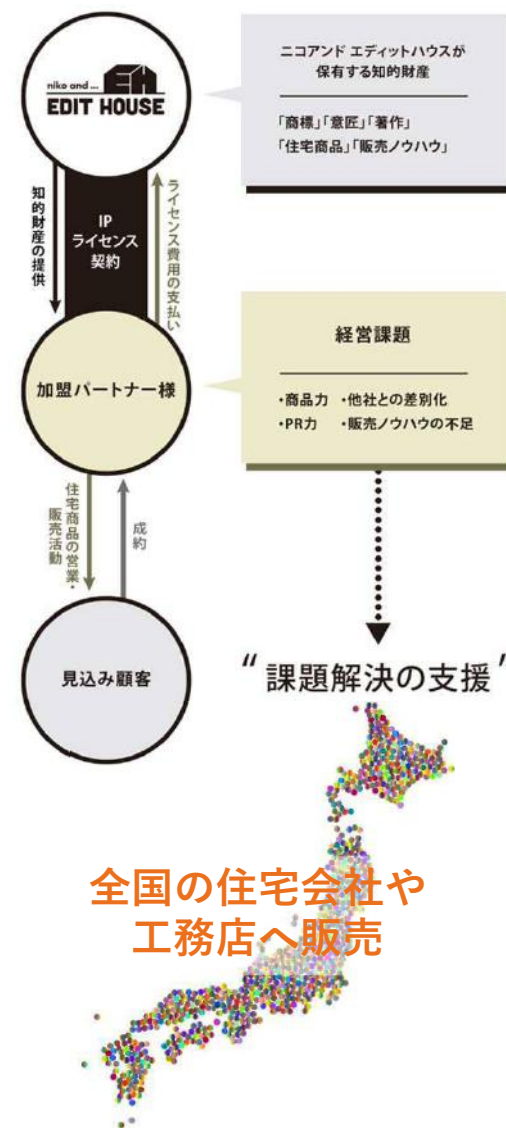 niko and ...
EH
EDIT HOUSE
ニコアンド エディットハウスが
保有する知的財産
「商標」「意匠」「著作」
「住宅商品」「販売ノウハウ」
知的財産の提供
IP
ライセンス
契約
ライセンス費用の支払い
加盟パートナー様
経営課題
・商品力 ・他社との差別化
・PR力 ・販売ノウハウの不足
住宅商品の営業・
販売活動
成約
見込み顧客
“課題解決の支援”
全国の住宅会社や
工務店へ販売